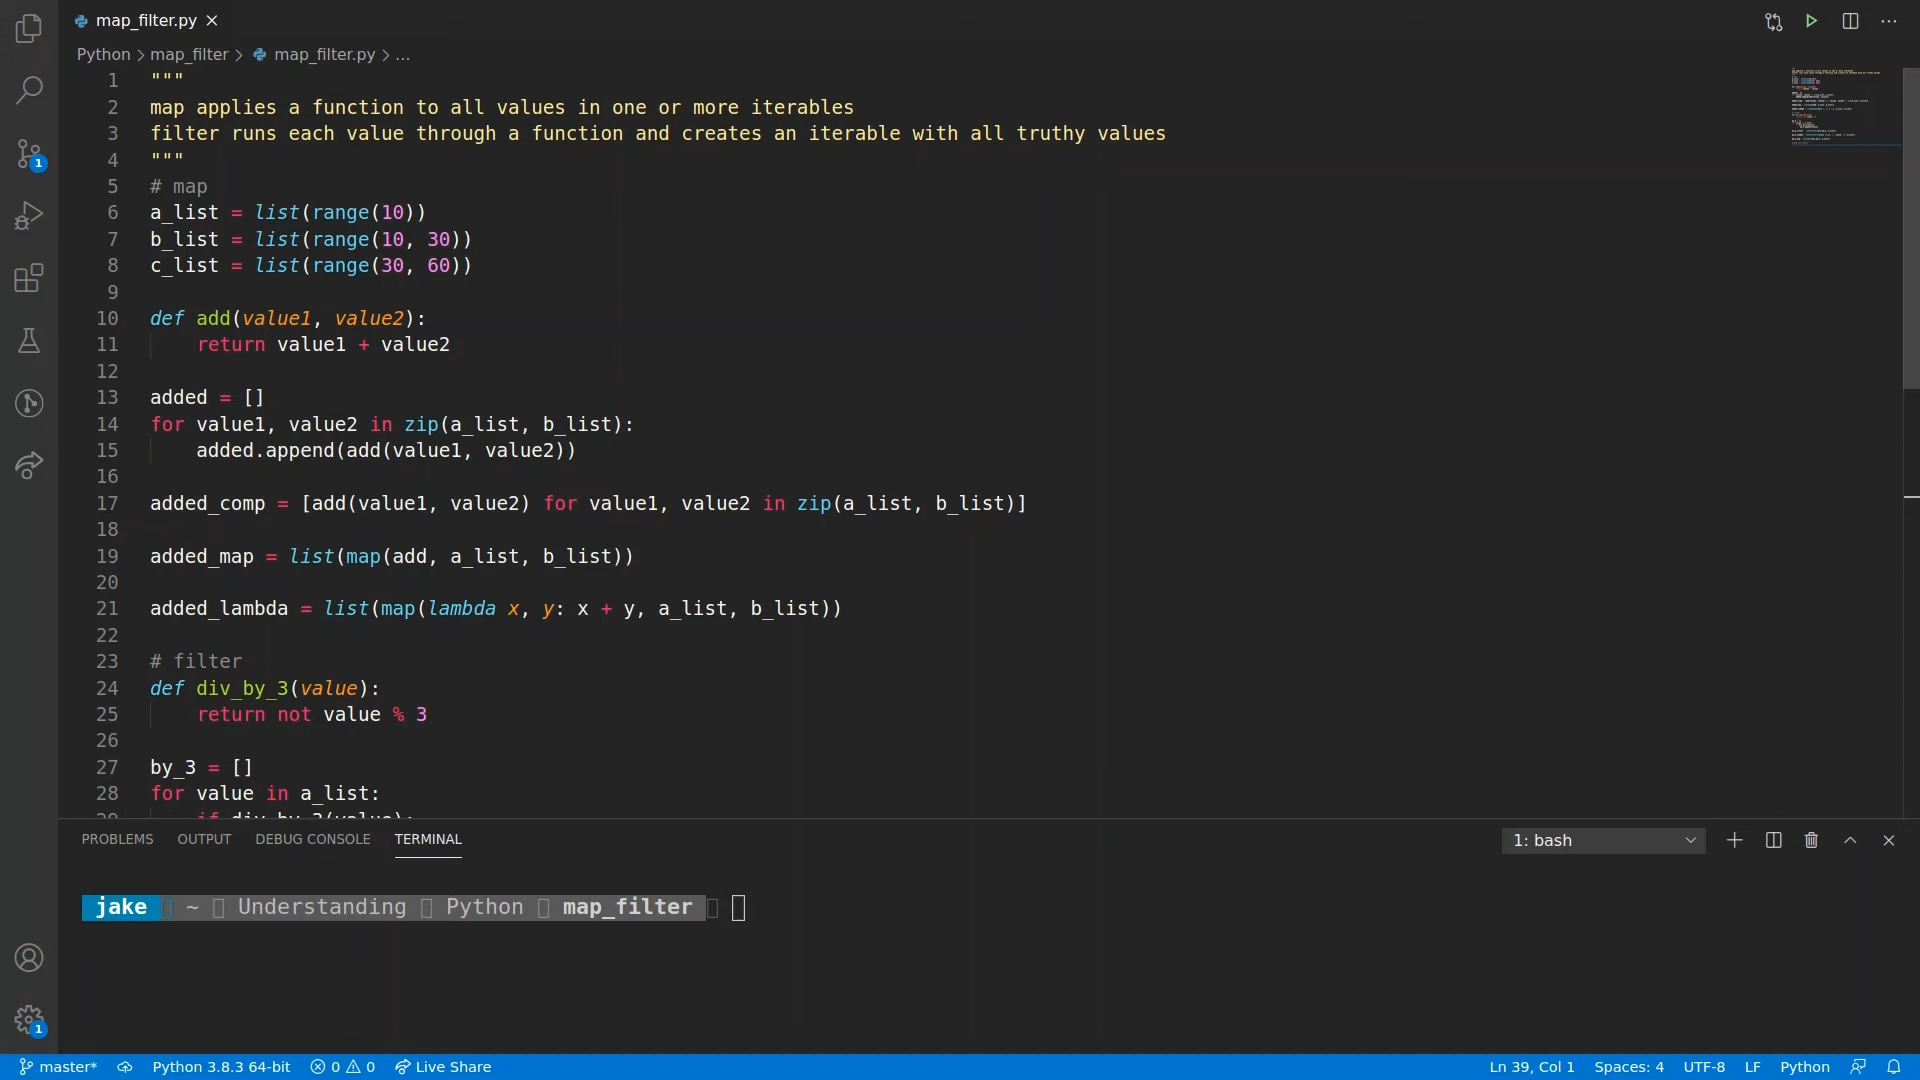 map_filter.py
Python > map_filter > map_filter.py > ...
1 """
2 map applies a function to all values in one or more iterables
3 filter runs each value through a function and creates an iterable with all truthy values
4 """
5 # map
6 a_list = list(range(10))
7 b_list = list(range(10, 30))
8 c_list = list(range(30, 60))
9
10 def add(value1, value2):
11     return value1 + value2
12
13 added = []
14 for value1, value2 in zip(a_list, b_list):
15     added.append(add(value1, value2))
16
17 added_comp = [add(value1, value2) for value1, value2 in zip(a_list, b_list)]
18
19 added_map = list(map(add, a_list, b_list))
20
21 added_lambda = list(map(lambda x, y: x + y, a_list, b_list))
22
23 # filter
24 def div_by_3(value):
25     return not value % 3
26
27 by_3 = []
28 for value in a_list:
29     if div_by_3(value):
PROBLEMS OUTPUT DEBUG CONSOLE TERMINAL 1: bash
jake ~ Understanding Python map_filter
1
1
master* Python 3.8.3 64-bit 0 0 Live Share Ln 39, Col 1 Spaces: 4 UTF-8 LF Python